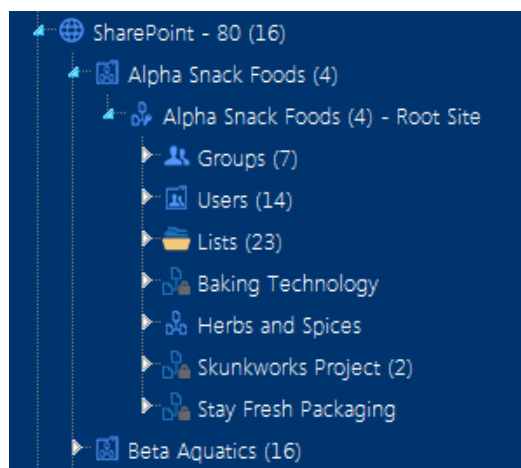 SharePoint - 80 (16)
Alpha Snack Foods (4)
Alpha Snack Foods (4) - Root Site
Groups (7)
Users (14)
Lists (23)
Baking Technology
Herbs and Spices
Skunkworks Project (2)
Stay Fresh Packaging
Beta Aquatics (16)